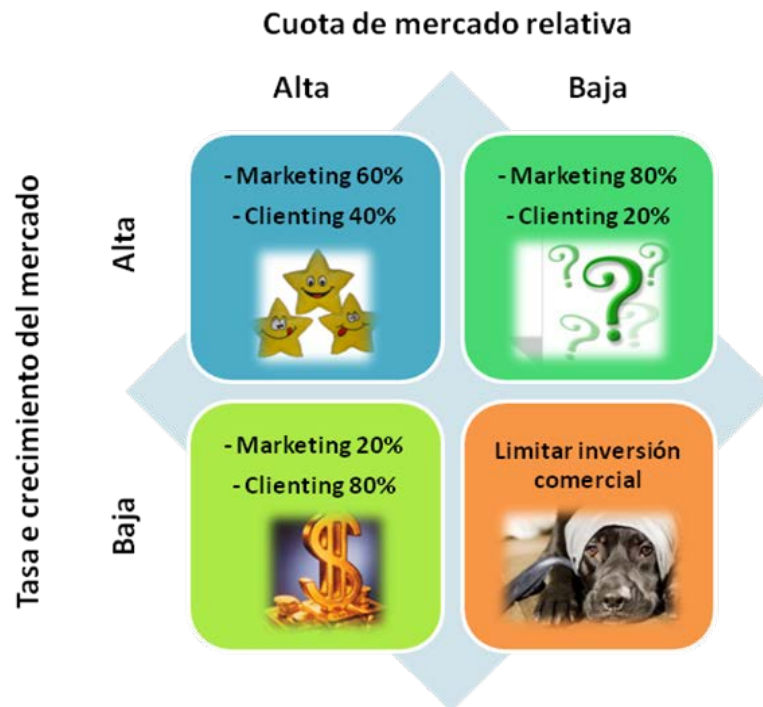 Cuota de mercado relativa
Alta
Baja
Tasa e crecimiento del mercado
Alta
- Marketing 60%
- Clienting 40%
- Marketing 80%
- Clienting 20%
Baja
- Marketing 20%
- Clienting 80%
Limitar inversión
comercial